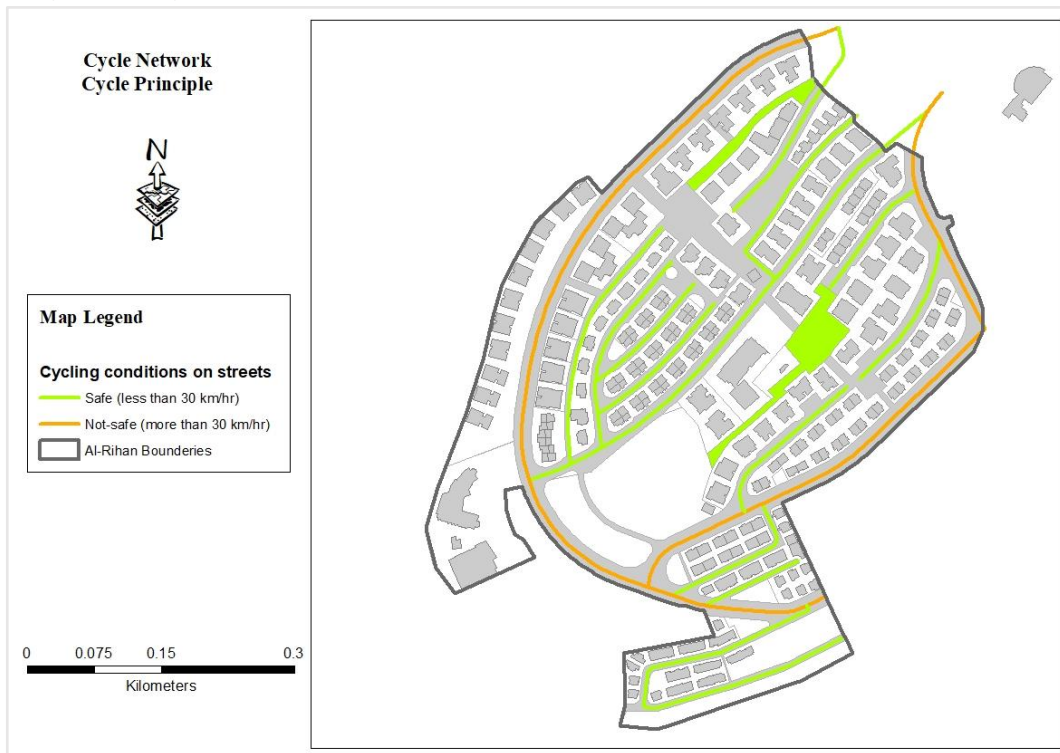 Cycle Network
Cycle Principle
N
Map Legend
Cycling conditions on streets
Safe (less than 30 km/hr)
Not-safe (more than 30 km/hr)
Al-Rihan Bounderies
0 0.075 0.15 0.3
Kilometers